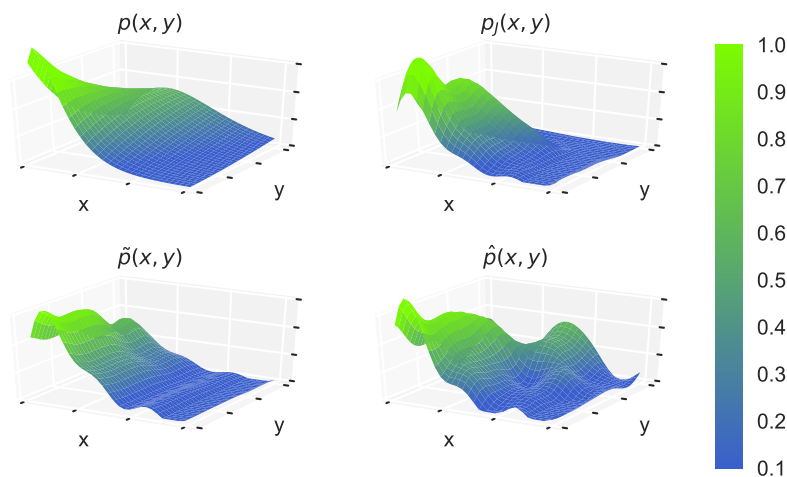 p(x, y)
p_J(x, y)
x
y
x
y
p̃(x, y)
p̂(x, y)
x
y
x
y
1.0
0.9
0.8
0.7
0.6
0.5
0.4
0.3
0.2
0.1